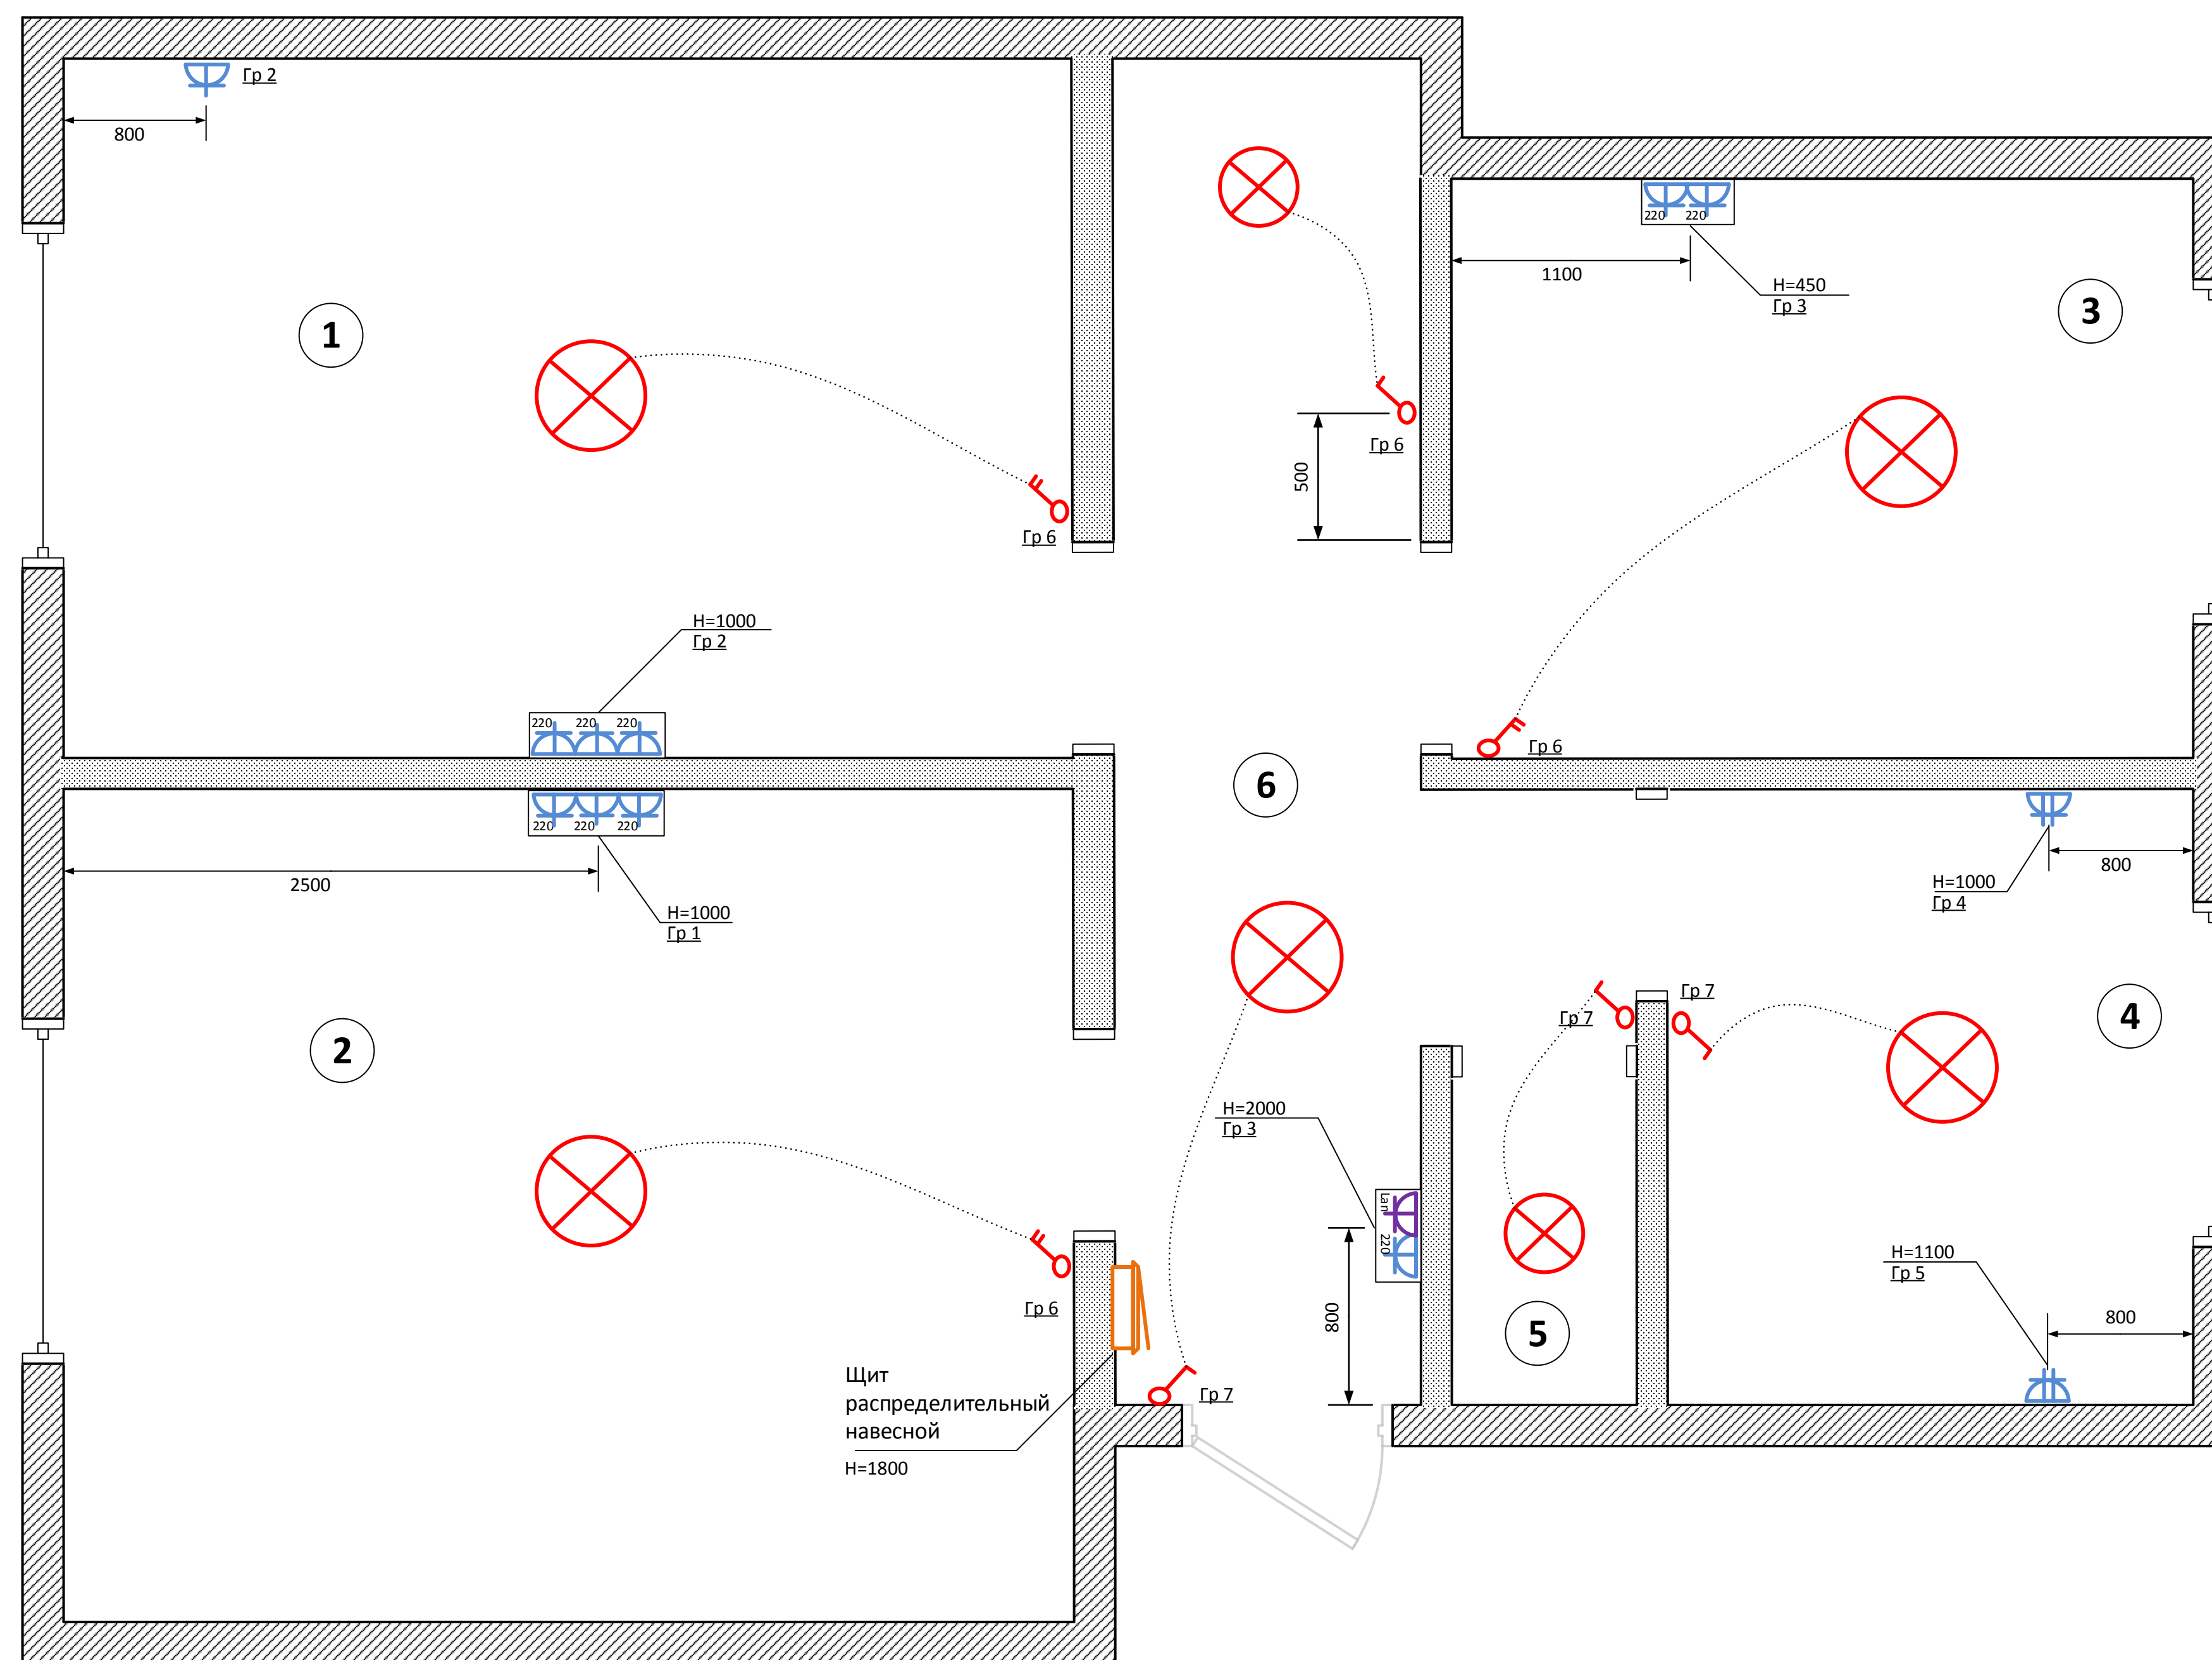 Гр 2
800
220 220
1100
H=450
Гр 3
1
3
Гр 6
500
Гр 6
H=1000
Гр 2
220 220 220
Гр 6
6
220 220 220
2500
H=1000
Гр 1
800
H=1000
Гр 4
Гр 7
Гр 7
4
2
H=2000
Гр 3
Lan
220
H=1100
Гр 5
Гр 6
800
800
5
Щит
распределительный
навесной
H=1800
Гр 7